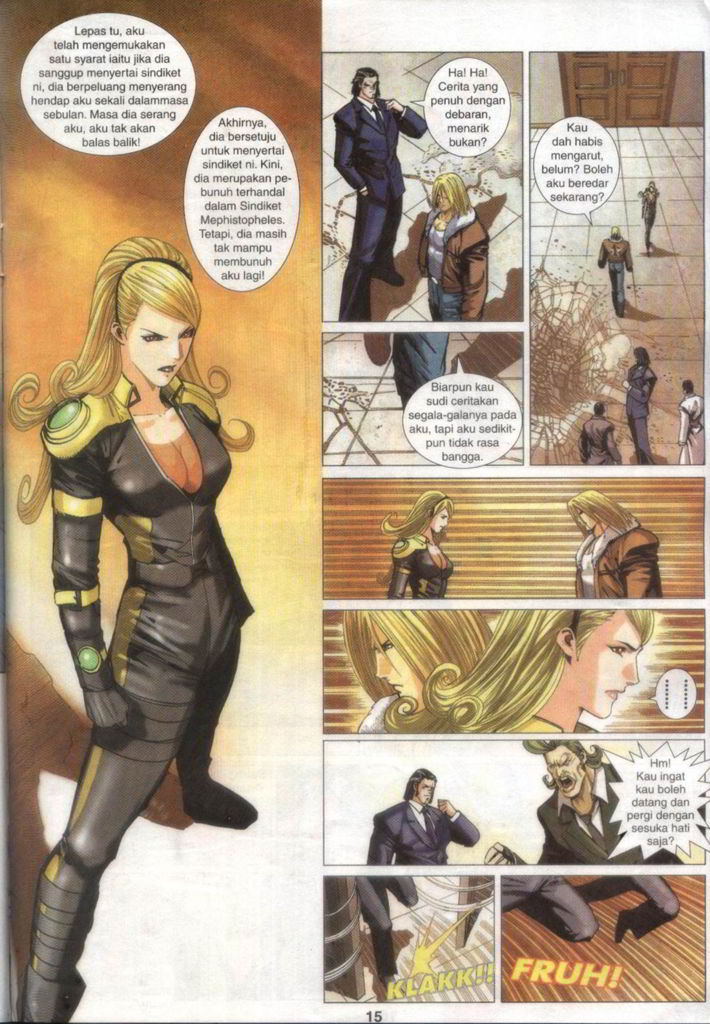 Lepas tu, aku
telah mengemukakan
satu syarat iaitu jika dia
sanggup menyertai sindiket
ni, dia berpeluang menyerang
hendap aku sekali dalammasa
sebulan. Masa dia serang
aku, aku tak akan
balas balik!
Akhirnya,
dia bersetuju
untuk menyertai
sindiket ni. Kini,
dia merupakan pe-
bunuh terhandal
dalam Sindiket
Mephistopheles.
Tetapi, dia masih
tak mampu
membunuh
aku lagi!
Ha! Ha!
Cerita yang
penuh dengan
debaran,
menarik
bukan?
Kau
dah habis
mengarut,
belum? Boleh
aku beredar
sekarang?
Biarpun kau
sudi ceritakan
segala-galanya pada
aku, tapi aku sedikit-
pun tidak rasa
bangga.
Hm!
Kau ingat
kau boleh
datang dan
pergi dengan
sesuka hati
saja?
KLAKK!!
FRUH!
15